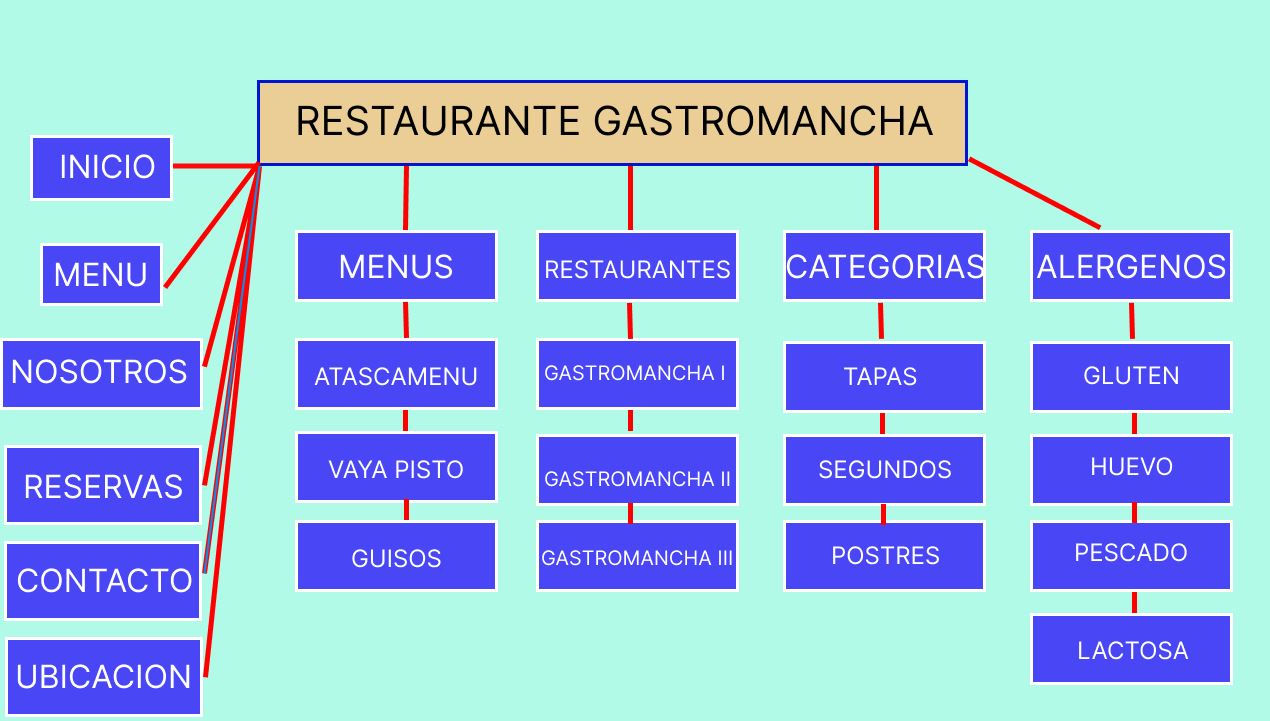 RESTAURANTE GASTROMANCHA
INICIO
MENU
NOSOTROS
RESERVAS
CONTACTO
UBICACION
MENUS
ATASCAMENU
VAYA PISTO
GUISOS
RESTAURANTES
GASTROMANCHA I
GASTROMANCHA II
GASTROMANCHA III
CATEGORIAS
TAPAS
SEGUNDOS
POSTRES
ALERGENOS
GLUTEN
HUEVO
PESCADO
LACTOSA